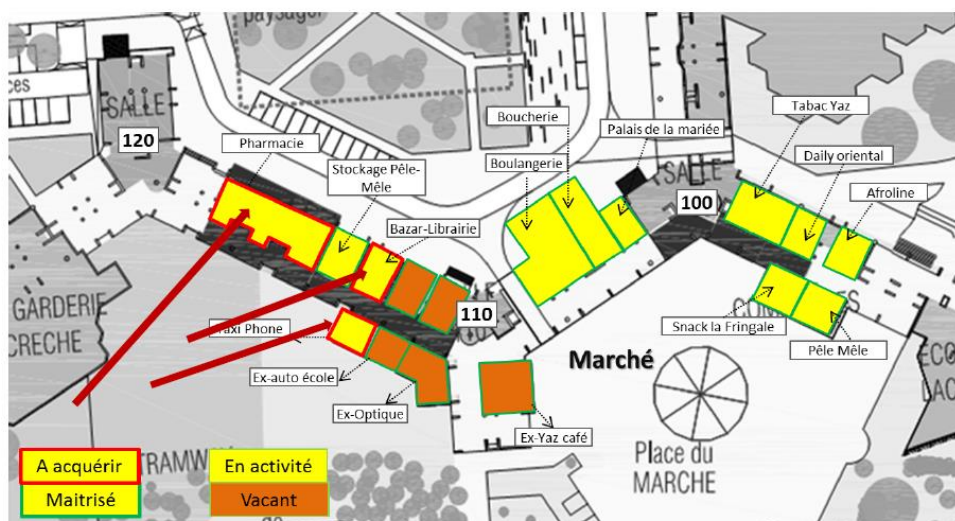 paysager
ces
SALLE
120
Pharmacie
Stockage Pêle-
Mêle
Bazar-Librairie
Boucherie
Boulangerie
Palais de la mariée
SALLE
100
Tabac Yaz
Daily oriental
Afroline
GARDERIE
CRECHE
Taxi Phone
110
Ex-auto école
Ex-Optique
Ex-Yaz café
Marché
Snack la Fringale
Pêle Mêle
Place du
MARCHE
A acquérir
En activité
Maitrisé
Vacant